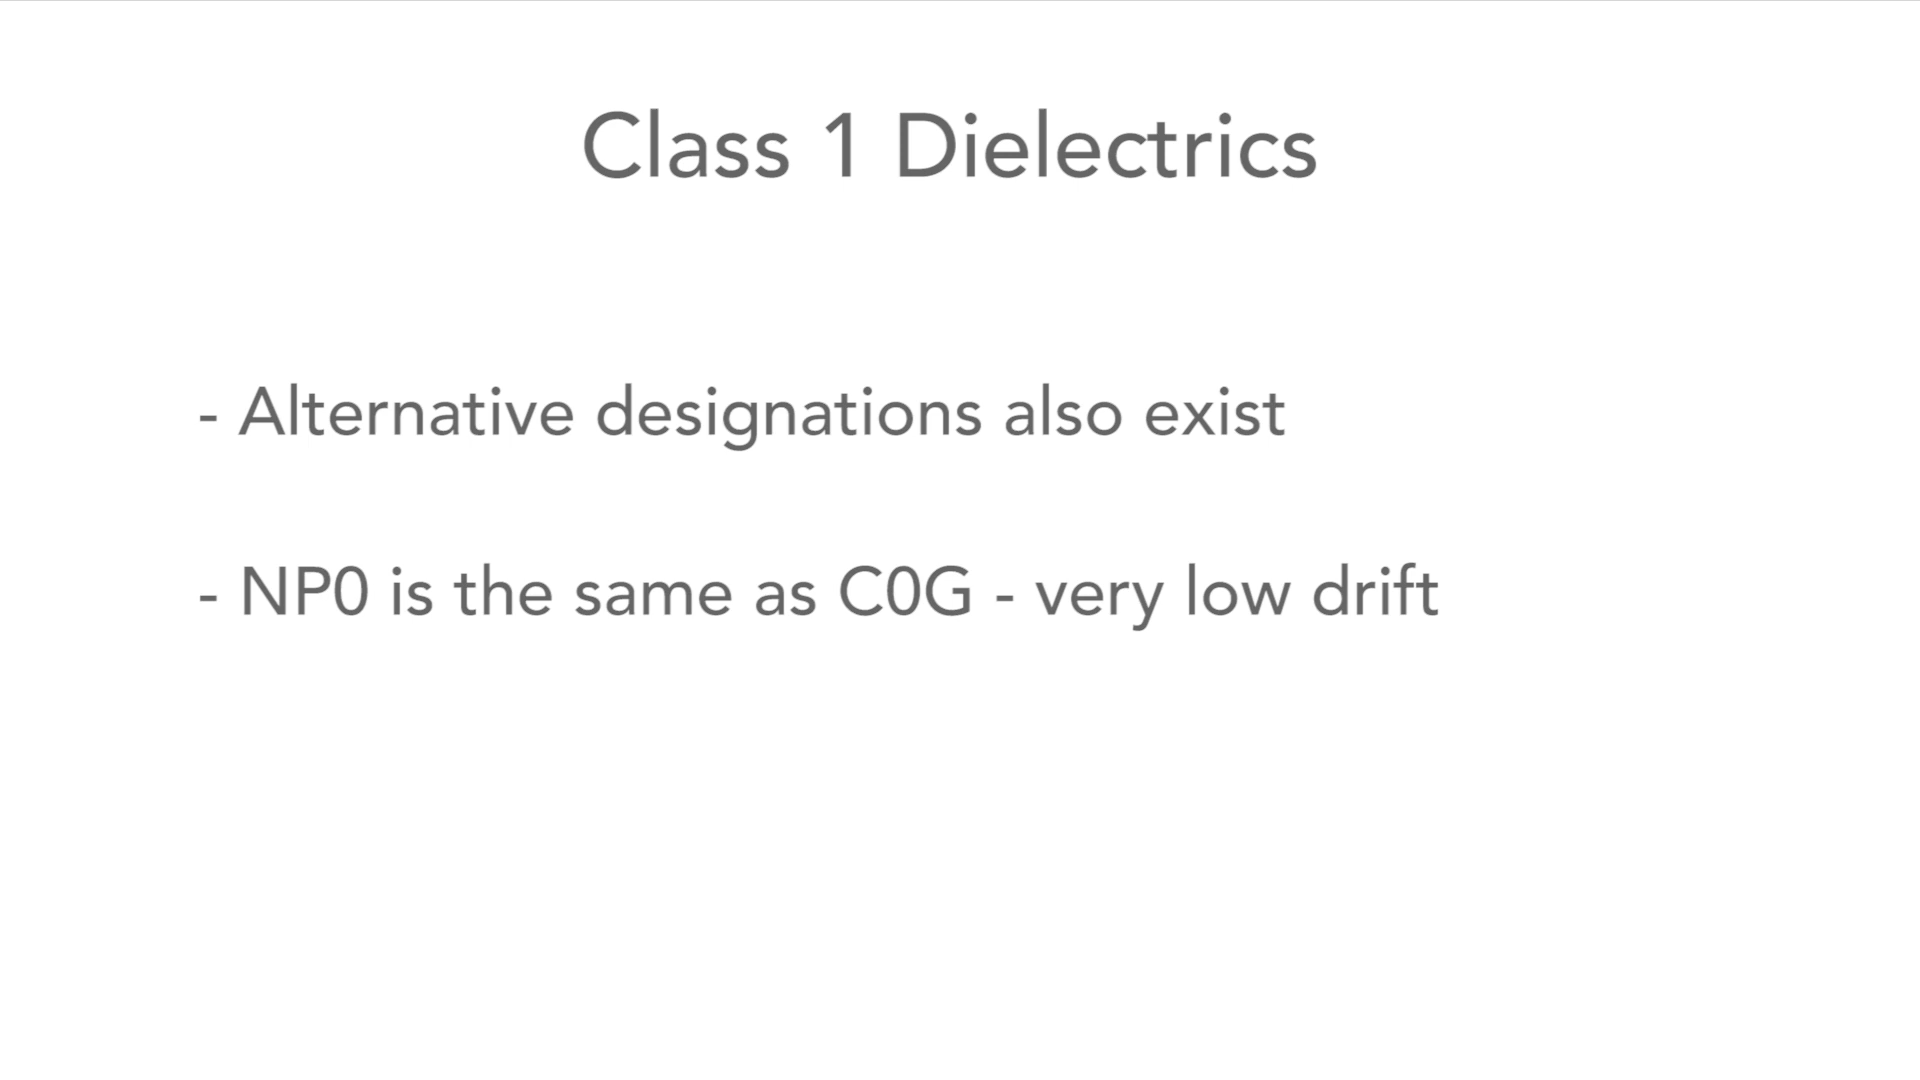 Class 1 Dielectrics
- Alternative designations also exist
- NP0 is the same as C0G - very low drift